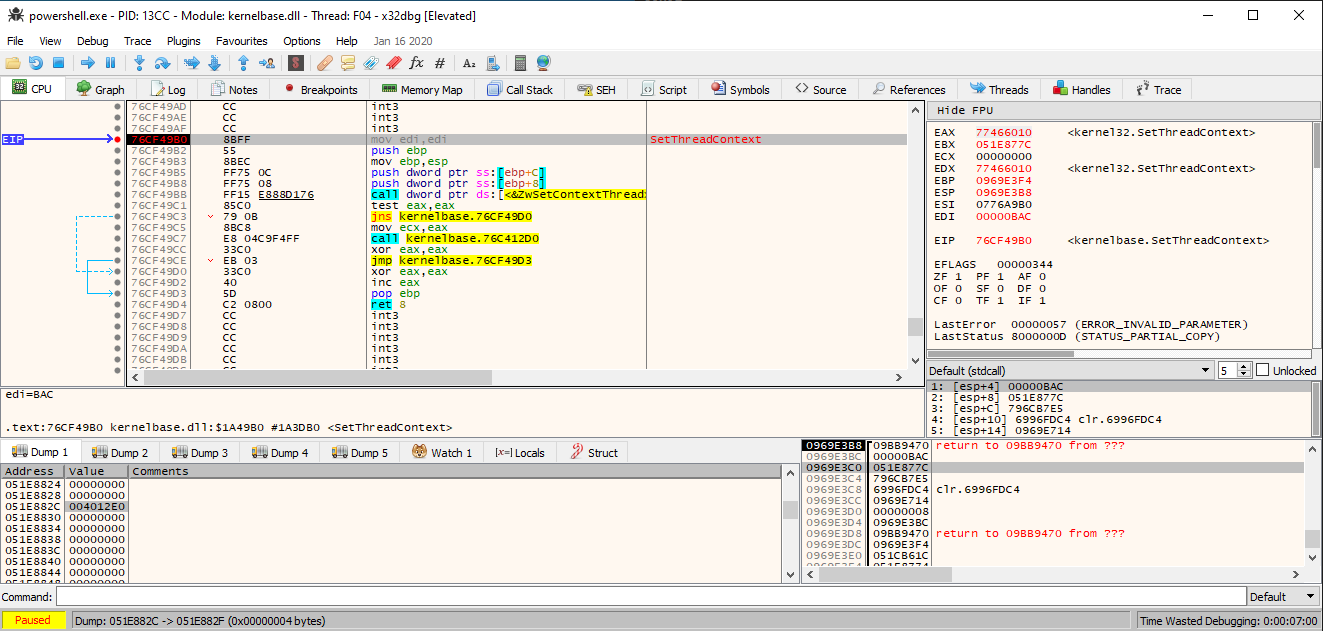 powershell.exe - PID: 13CC - Module: kernelbase.dll - Thread: F04 - x32dbg [Elevated]
File View Debug Trace Plugins Favourites Options Help Jan 16 2020
CPU Graph Log Notes Breakpoints Memory Map Call Stack SEH Script Symbols Source References Threads Handles Trace
76CF49AD CC int3
76CF49AE CC int3
76CF49AF CC int3
EIP 76CF49B0 8BFF mov edi,edi SetThreadContext
76CF49B2 55 push ebp
76CF49B3 8BEC mov ebp,esp
76CF49B5 FF75 0C push dword ptr ss:[ebp+C]
76CF49B8 FF75 08 push dword ptr ss:[ebp+8]
76CF49BB FF15 E888D176 call dword ptr ds:[<&ZwSetContextThread>
76CF49C1 85C0 test eax,eax
76CF49C3 79 0B jns kernelbase.76CF49D0
76CF49C5 8BC8 mov ecx,eax
76CF49C7 E8 04C9F4FF call kernelbase.76C412D0
76CF49CC 33C0 xor eax,eax
76CF49CE EB 03 jmp kernelbase.76CF49D3
76CF49D0 33C0 xor eax,eax
76CF49D2 40 inc eax
76CF49D3 5D pop ebp
76CF49D4 C2 0800 ret 8
76CF49D7 CC int3
76CF49D8 CC int3
76CF49D9 CC int3
76CF49DA CC int3
76CF49DB CC int3
Hide FPU
EAX 77466010 <kernel32.SetThreadContext>
EBX 051E877C
ECX 00000000
EDX 77466010 <kernel32.SetThreadContext>
EBP 0969E3F4
ESP 0969E3B8
ESI 0776A9B0
EDI 00000BAC
EIP 76CF49B0 <kernelbase.SetThreadContext>
EFLAGS 00000344
ZF 1 PF 1 AF 0
OF 0 SF 0 DF 0
CF 0 TF 1 IF 1
LastError 00000057 (ERROR_INVALID_PARAMETER)
LastStatus 8000000D (STATUS_PARTIAL_COPY)
Default (stdcall) 5 Unlocked
1: [esp+4] 00000BAC
2: [esp+8] 051E877C
3: [esp+C] 796CB7E5
4: [esp+10] 6996FDC4 clr.6996FDC4
5: [esp+14] 0969E714
edi=BAC
.text:76CF49B0 kernelbase.dll:$1A49B0 #1A3DB0 <SetThreadContext>
Dump 1 Dump 2 Dump 3 Dump 4 Dump 5 Watch 1 [x=] Locals Struct
Address Value Comments
051E8824 00000000
051E8828 00000000
051E882C 004012E0
051E8830 00000000
051E8834 00000000
051E8838 00000000
051E883C 00000000
051E8840 00000000
051E8844 00000000
0969E3B8 09BB9470 return to 09BB9470 from ???
0969E3BC 00000BAC
0969E3C0 051E877C
0969E3C4 796CB7E5
0969E3C8 6996FDC4 clr.6996FDC4
0969E3CC 0969E714
0969E3D0 00000008
0969E3D4 0969E3BC
0969E3D8 09BB9470 return to 09BB9470 from ???
0969E3DC 0969E3F4
0969E3E0 051CB61C
Command: Default
Paused Dump: 051E882C -> 051E882F (0x00000004 bytes) Time Wasted Debugging: 0:00:07:00